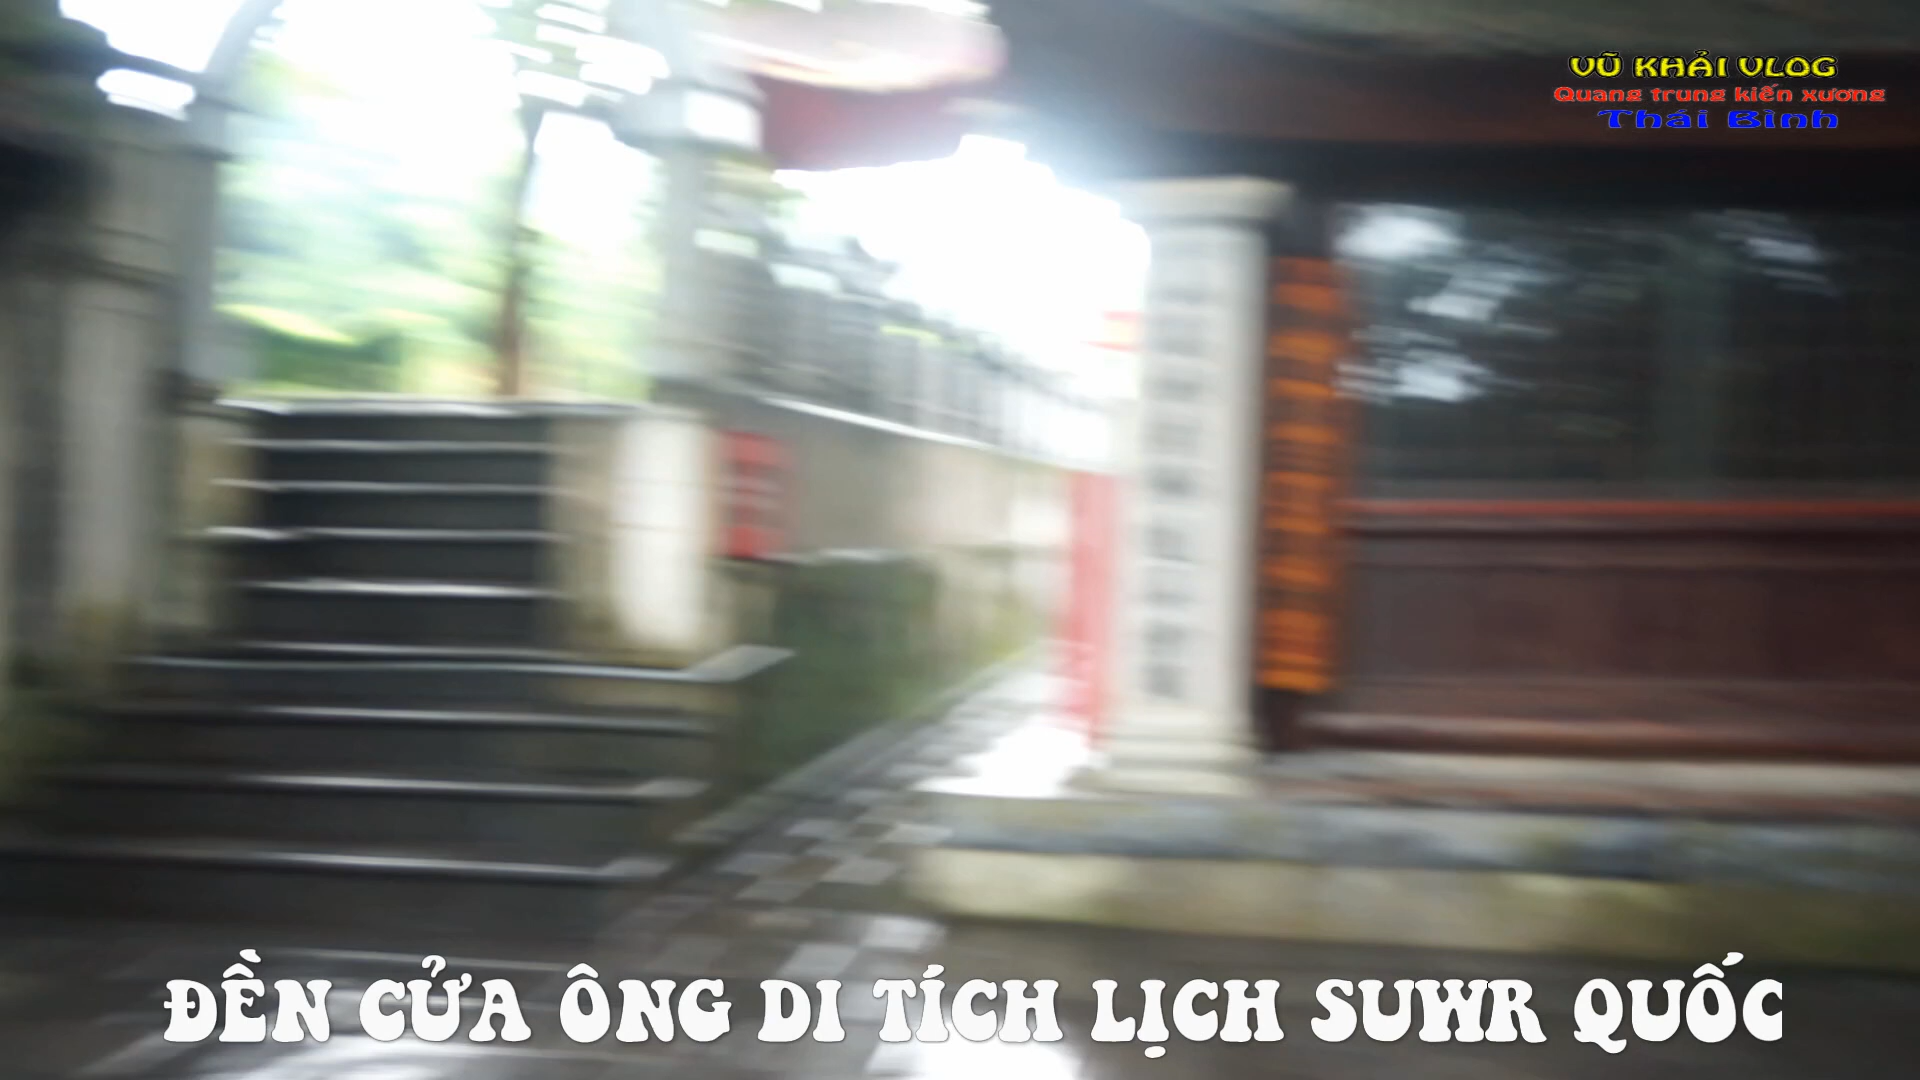 VŨ KHẢI VLOG
Quang trung kiến xương
Thái Bình
ĐỀN CỬA ÔNG DI TÍCH LỊCH SUWR QUỐC